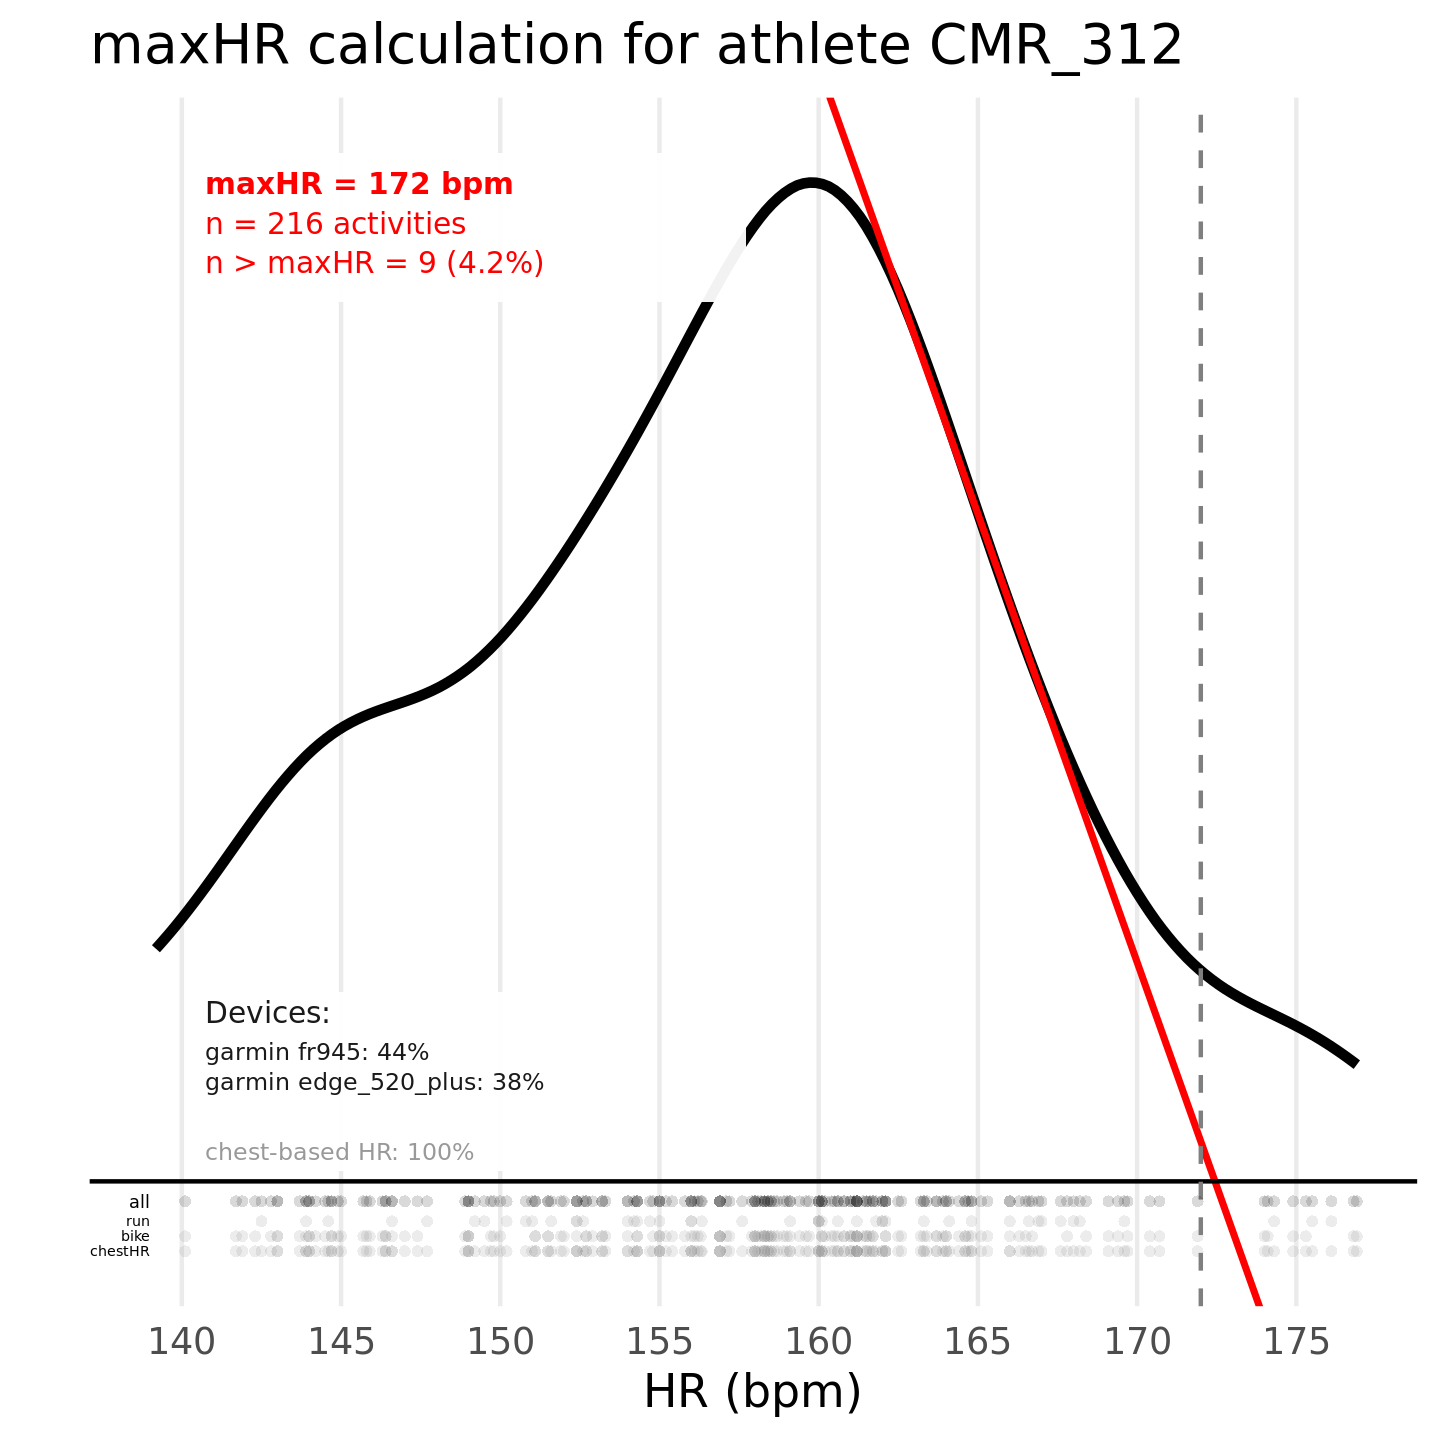 maxHR calculation for athlete CMR_312
maxHR = 172 bpm
n = 216 activities
n > maxHR = 9 (4.2%)
Devices:
garmin fr945: 44%
garmin edge_520_plus: 38%
chest-based HR: 100%
all
run
bike
chestHR
140 145 150 155 160 165 170 175
HR (bpm)